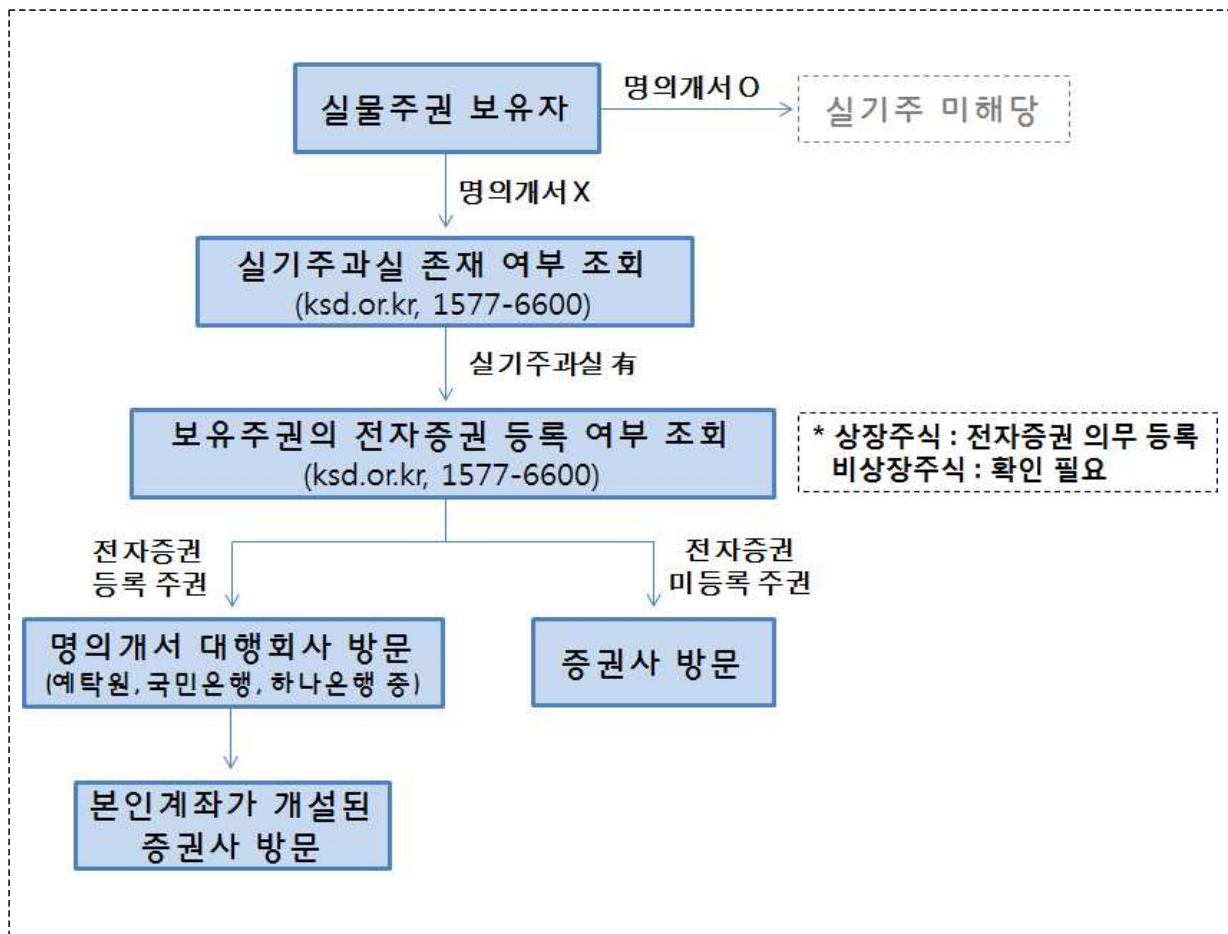 실물주권 보유자
명의개서 O
실기주 미해당
명의개서 X
실기주과실 존재 여부 조회
(ksd.or.kr, 1577-6600)
실기주과실 有
보유주권의 전자증권 등록 여부 조회
(ksd.or.kr, 1577-6600)
* 상장주식 : 전자증권 의무 등록
비상장주식 : 확인 필요
전자증권
등록 주권
전자증권
미등록 주권
명의개서 대행회사 방문
(예탁원, 국민은행, 하나은행 중)
증권사 방문
본인계좌가 개설된
증권사 방문